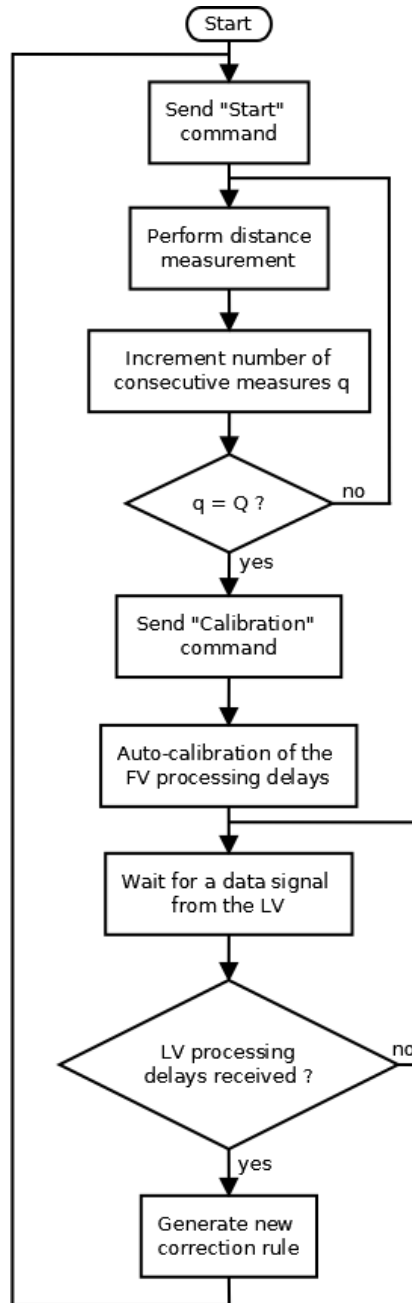 Start
Send "Start"
command
Perform distance
measurement
Increment number of
consecutive measures q
q = Q ?
no
yes
Send "Calibration"
command
Auto-calibration of the
FV processing delays
Wait for a data signal
from the LV
LV processing
delays received ?
no
yes
Generate new
correction rule